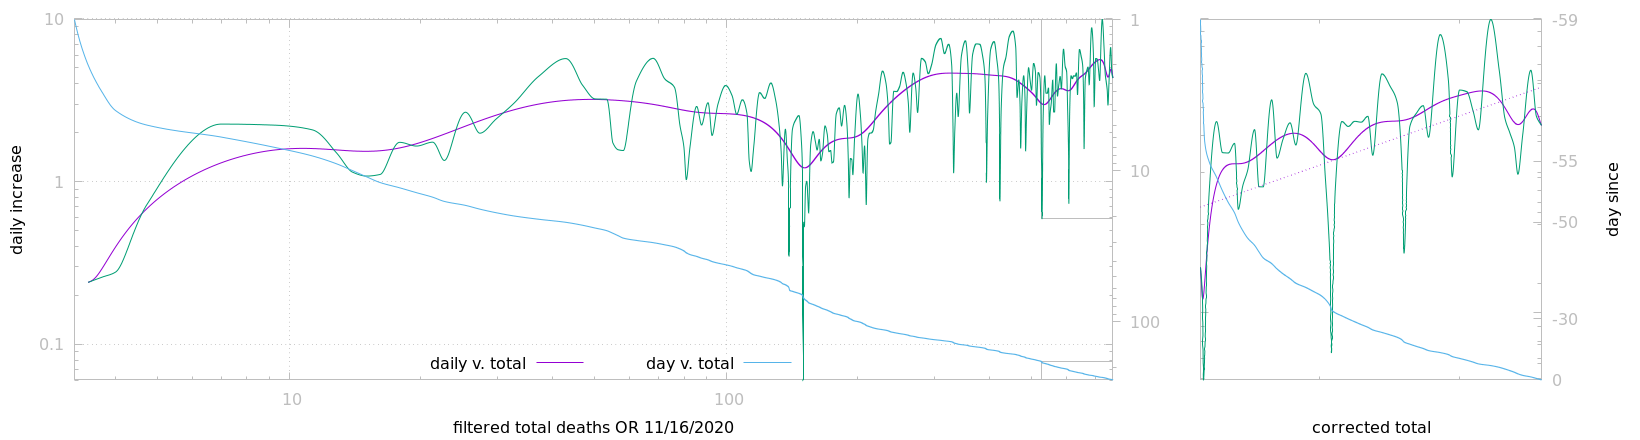 10
1
0.1
daily increase
daily v. total
day v. total
10
100
filtered total deaths OR 11/16/2020
1
10
100
-59
-55
-50
-30
0
day since
corrected total